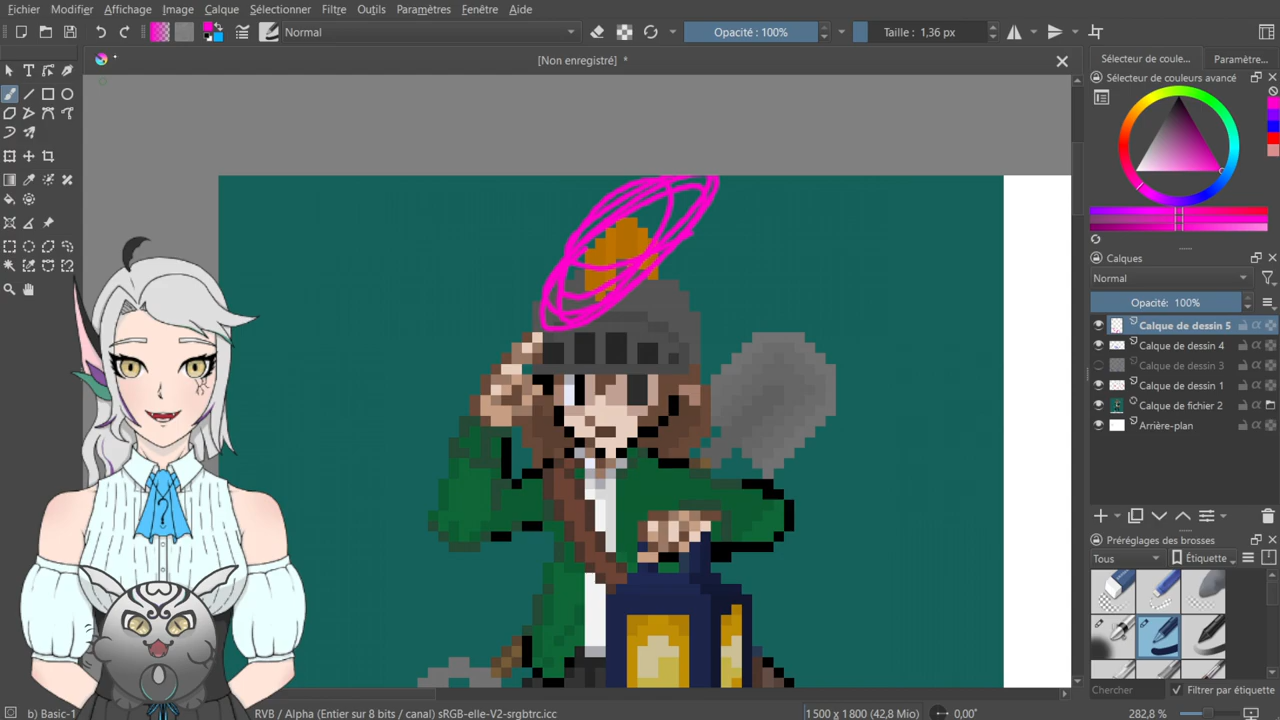 Fichier Modifier Affichage Image Calque Sélectionner Filtre Outils Paramètres Fenêtre Aide
Normal Opacité : 100% Taille : 1,36 px
[Non enregistré] *
Sélecteur de coule... Paramètre...
Sélecteur de couleurs avancé
Calques
Normal
Opacité: 100%
Calque de dessin 5
Calque de dessin 4
Calque de dessin 3
Calque de dessin 1
Calque de fichier 2
Arrière-plan
Préréglages des brosses
Tous Étiquette
Chercher Filtrer par étiquette
b) Basic-1 RVB / Alpha (Entier sur 8 bits / canal) sRGB-elle-V2-srgbtrc.icc 1 500 x 1 800 (42,8 Mio) 0,00° 282,8 %